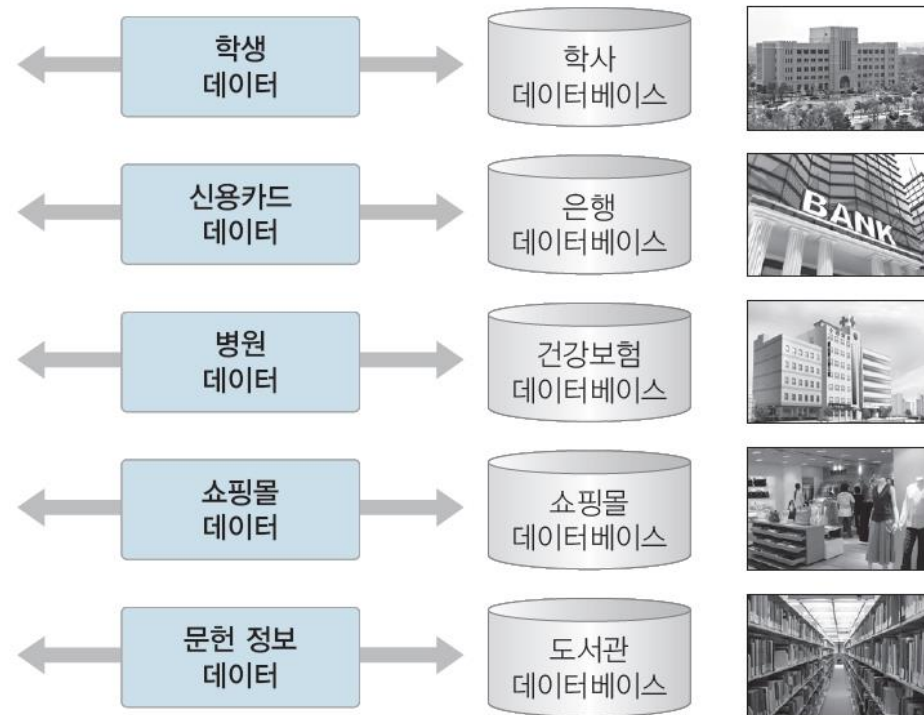 학생
데이터
학사
데이터베이스
신용카드
데이터
은행
데이터베이스
BANK
병원
데이터
건강보험
데이터베이스
쇼핑몰
데이터
쇼핑몰
데이터베이스
문헌 정보
데이터
도서관
데이터베이스